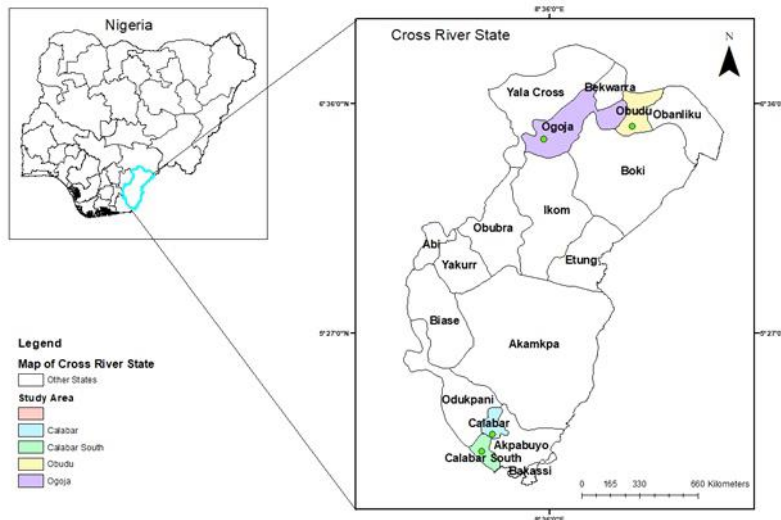 Nigeria
8°36'0"E
Cross River State
N
6°36'0"N
6°36'0"N
Yala Cross
Bekwarra
Obudu
Obanliku
Ogoja
Boki
Ikom
Obubra
Abi
Yakurr
Etung
Biase
5°27'0"N
5°27'0"N
Akamkpa
Odukpani
Calabar
Akpabuyo
Calabar South
Bakassi
0 165 330 660 Kilometers
8°36'0"E
Legend
Map of Cross River State
Other States
Study Area
Calabar
Calabar South
Obudu
Ogoja